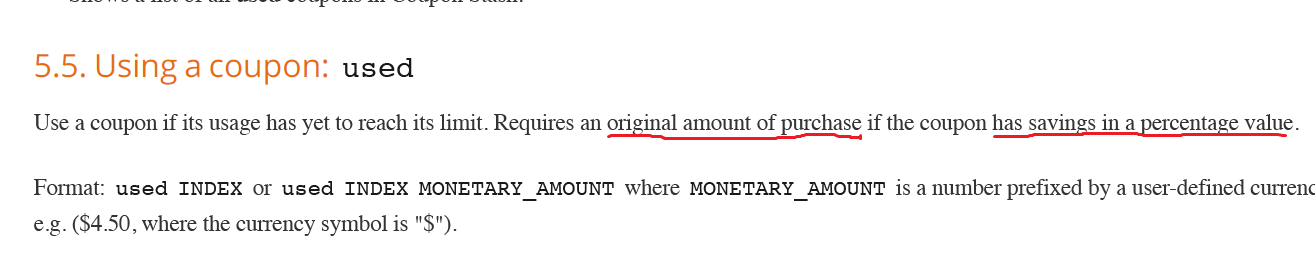 5.5. Using a coupon: used
Use a coupon if its usage has yet to reach its limit. Requires an original amount of purchase if the coupon has savings in a percentage value.
Format: used INDEX or used INDEX MONETARY_AMOUNT where MONETARY_AMOUNT is a number prefixed by a user-defined
e.g. ($4.50, where the currency symbol is "$").